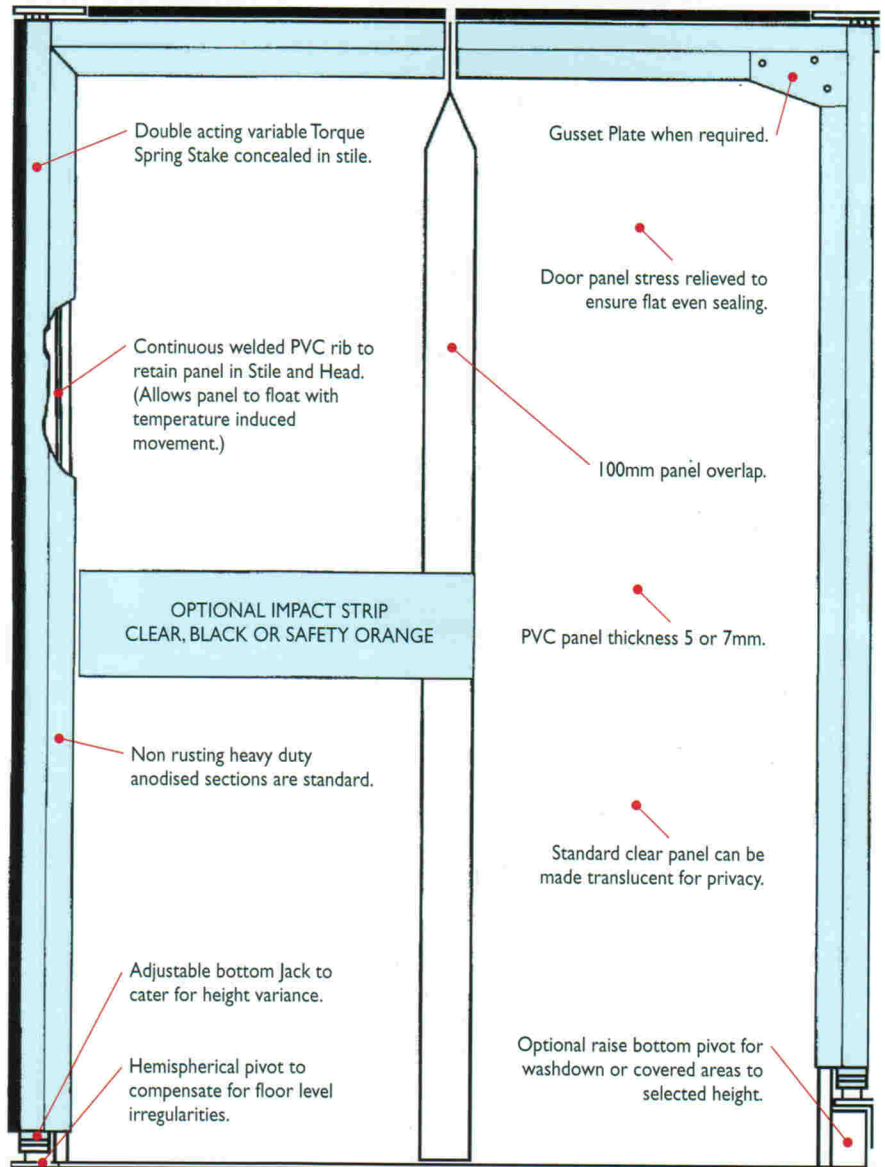 Double acting variable Torque
Spring Stake concealed in stile.
Gusset Plate when required.
Door panel stress relieved to
ensure flat even sealing.
Continuous welded PVC rib to
retain panel in Stile and Head.
(Allows panel to float with
temperature induced
movement.)
100mm panel overlap.
OPTIONAL IMPACT STRIP
CLEAR, BLACK OR SAFETY ORANGE
PVC panel thickness 5 or 7mm.
Non rusting heavy duty
anodised sections are standard.
Standard clear panel can be
made translucent for privacy.
Adjustable bottom Jack to
cater for height variance.
Hemispherical pivot to
compensate for floor level
irregularities.
Optional raise bottom pivot for
washdown or covered areas to
selected height.